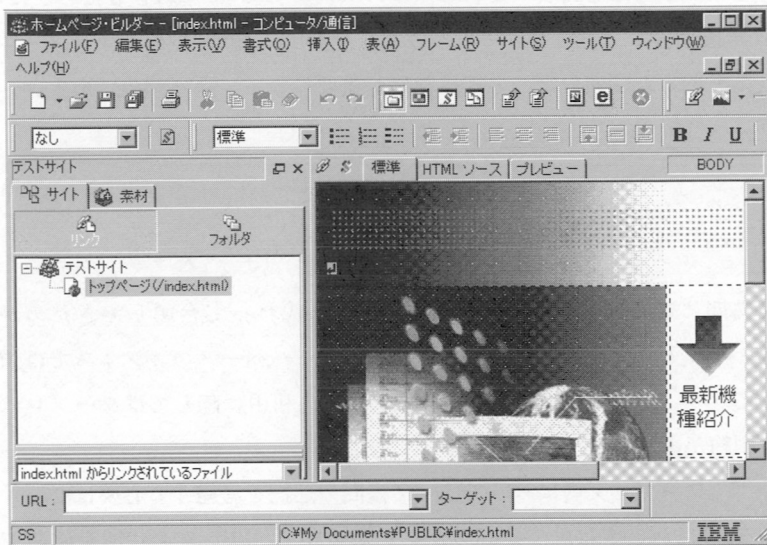 ホームページ・ビルダー - [index.html - コンピュータ/通信]
ファイル(F) 編集(E) 表示(V) 書式(O) 挿入(I) 表(A) フレーム(R) サイト(S) ツール(T) ウィンドウ(W)
ヘルプ(H)
なし 標準 B I U
テストサイト 標準 HTML ソース プレビュー BODY
サイト 素材
リンク フォルダ
テストサイト
トップページ(/index.html)
最新機
種紹介
index.html からリンクされているファイル
URL : ターゲット :
SS C:¥My Documents¥PUBLIC¥index.html IBM